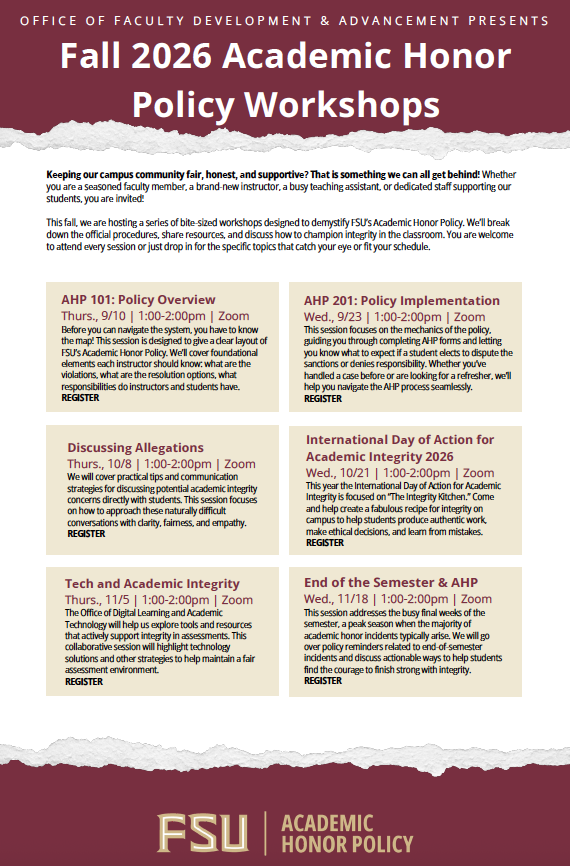 OFFICE OF FACULTY DEVELOPMENT & ADVANCEMENT PRESENTS
Fall 2026 Academic Honor
Policy Workshops
Keeping our campus community fair, honest, and supportive? That is something we can all get behind! Whether
you are a seasoned faculty member, a brand-new instructor, a busy teaching assistant, or dedicated staff supporting our
students, you are invited!
This fall, we are hosting a series of bite-sized workshops designed to demystify FSU's Academic Honor Policy. We'll break
down the official procedures, share resources, and discuss how to champion integrity in the classroom. You are welcome
to attend every session or just drop in for the specific topics that catch your eye or fit your schedule.
AHP 101: Policy Overview
Thurs., 9/10 | 1:00-2:00pm | Zoom
Before you can navigate the system, you have to know
the map! This session is designed to give a clear layout of
FSU's Academic Honor Policy. We'll cover foundational
elements each instructor should know: what are the
violations, what are the resolution options, what
responsibilities do instructors and students have.
REGISTER
AHP 201: Policy Implementation
Wed., 9/23 | 1:00-2:00pm | Zoom
This session focuses on the mechanics of the policy,
guiding you through completing AHP forms and letting
you know what to expect if a student elects to dispute the
sanctions or denies responsibility. Whether you've
handled a case before or are looking for a refresher, we'll
help you navigate the AHP process seamlessly.
REGISTER
Discussing Allegations
Thurs., 10/8 | 1:00-2:00pm | Zoom
We will cover practical tips and communication
strategies for discussing potential academic integrity
concerns directly with students. This session focuses
on how to approach these naturally difficult
conversations with clarity, fairness, and empathy.
REGISTER
International Day of Action for
Academic Integrity 2026
Wed., 10/21 | 1:00-2:00pm | Zoom
This year the International Day of Action for Academic
Integrity is focused on "The Integrity Kitchen." Come
and help create a fabulous recipe for integrity on
campus to help students produce authentic work,
make ethical decisions, and learn from mistakes.
REGISTER
Tech and Academic Integrity
Thurs., 11/5 | 1:00-2:00pm | Zoom
The Office of Digital Learning and Academic
Technology will help us explore tools and resources
that actively support integrity in assessments. This
collaborative session will highlight technology
solutions and other strategies to help maintain a fair
assessment environment.
REGISTER
End of the Semester & AHP
Wed., 11/18 | 1:00-2:00pm | Zoom
This session addresses the busy final weeks of the
semester, a peak season when the majority of
academic honor incidents typically arise. We will go
over policy reminders related to end-of-semester
incidents and discuss actionable ways to help students
find the courage to finish strong with integrity.
REGISTER
FSU
ACADEMIC
HONOR POLICY